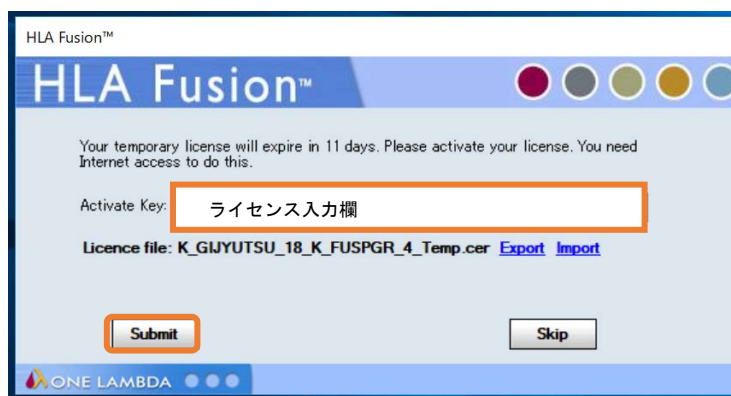 HLA Fusion™
HLA Fusion™
Your temporary license will expire in 11 days. Please activate your license. You need
Internet access to do this.
Activate Key: ライセンス入力欄
Licence file: K_GIJYUTSU_18_K_FUSPGR_4_Temp.cer Export Import
Submit Skip
ONE LAMBDA